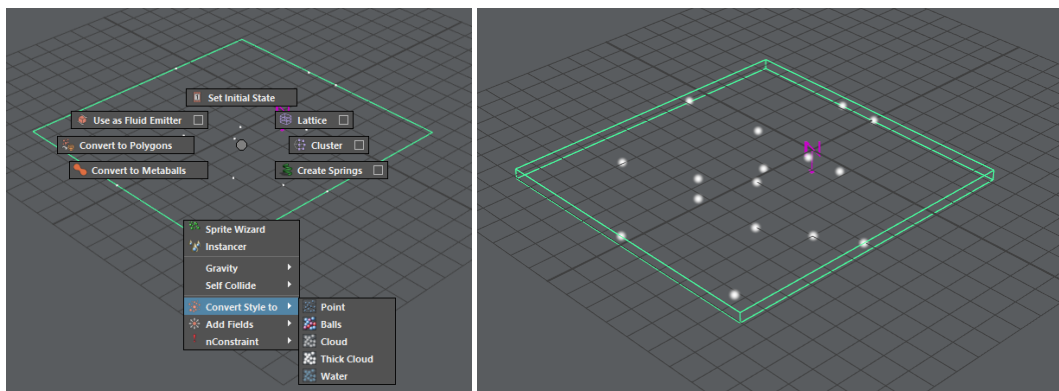 Set Initial State
Use as Fluid Emitter
Lattice
Convert to Polygons
Cluster
Convert to Metaballs
Create Springs
Sprite Wizard
Instancer
Gravity
Self Collide
Convert Style to
Point
Add Fields
Balls
nConstraint
Cloud
Thick Cloud
Water